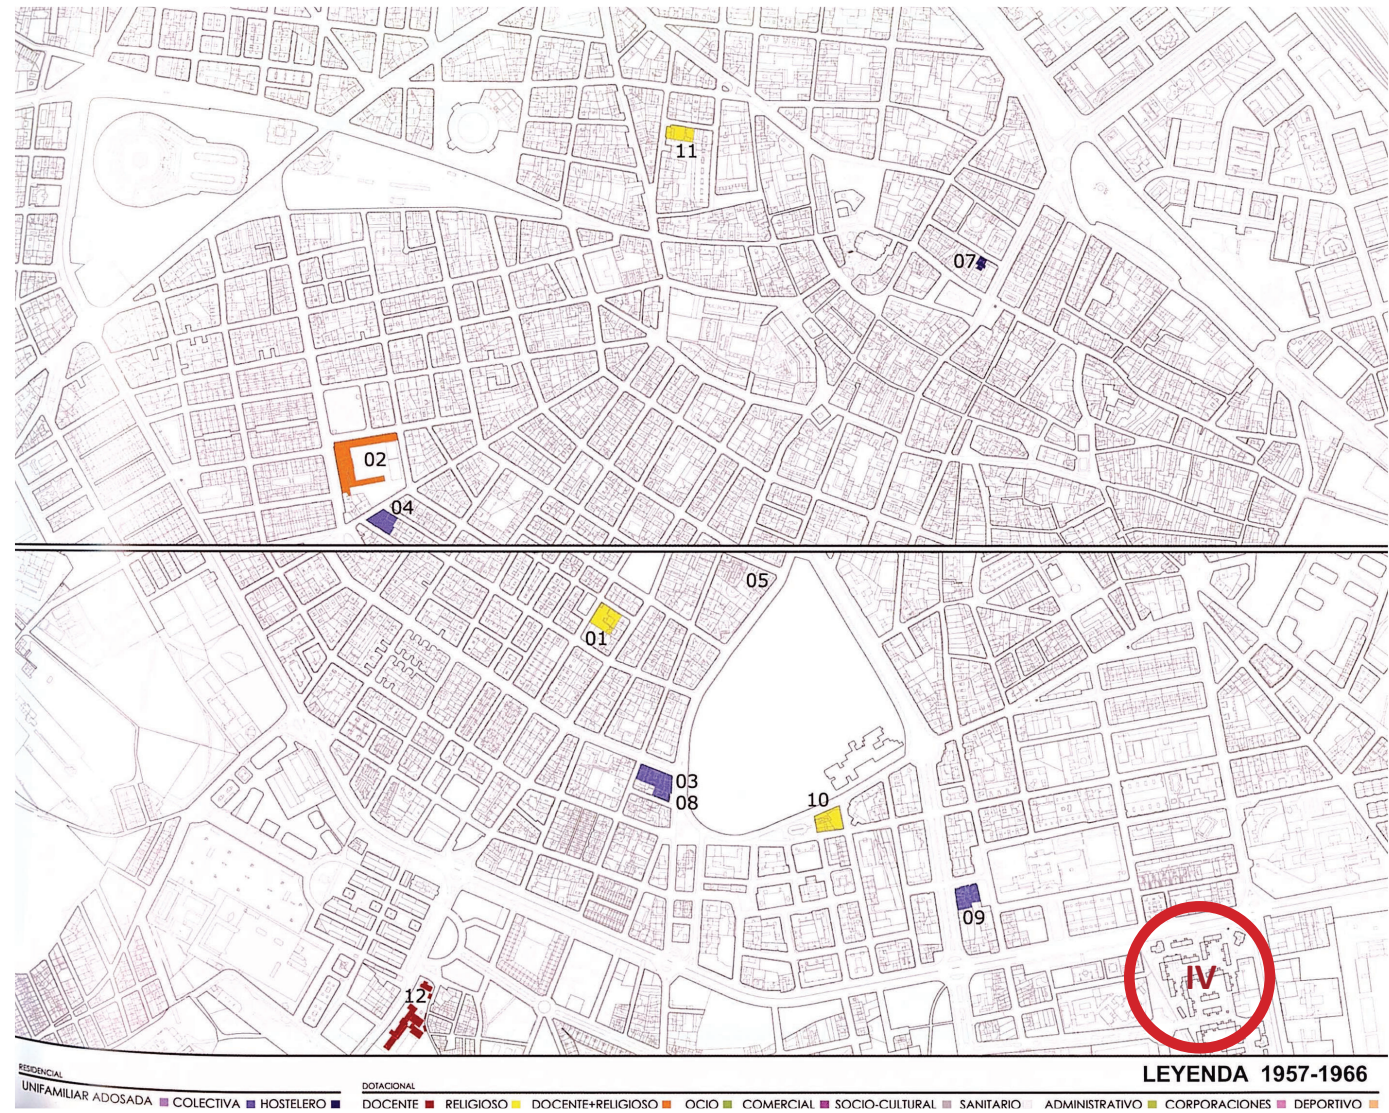 11
07
02
04
05
01
03
08
10
09
IV
12
LEYENDA 1957-1966
RESIDENCIAL
UNIFAMILIAR ADOSADA COLECTIVA HOSTELERO
DOTACIONAL
DOCENTE RELIGIOSO DOCENTE+RELIGIOSO OCIO COMERCIAL SOCIO-CULTURAL SANITARIO ADMINISTRATIVO CORPORACIONES DEPORTIVO